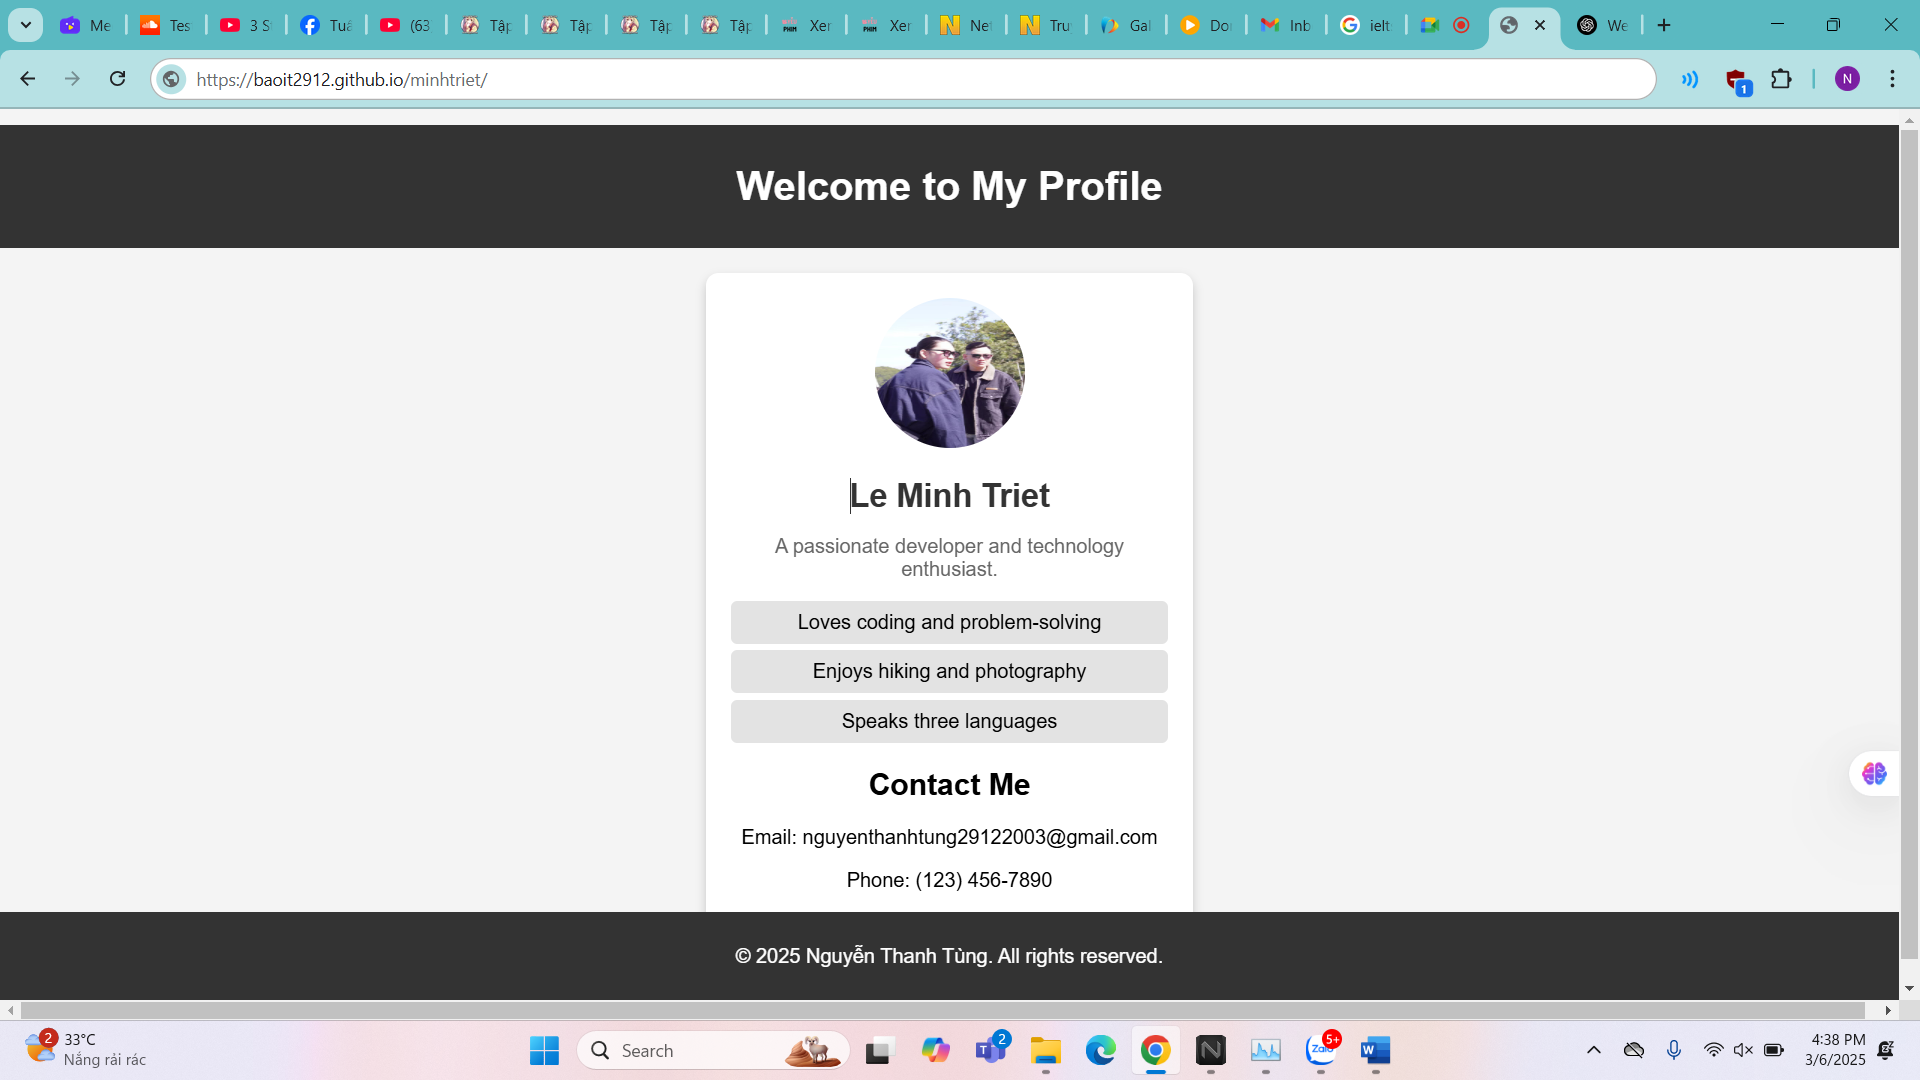 Me
Tes
3 S
Tuấ
(63
Tập
Tập
Tập
Tập
Xer
Xer
Net
Tru
Gal
Do
Inb
ielt
We
https://baoit2912.github.io/minhtriet/
1
N
Welcome to My Profile
Le Minh Triet
A passionate developer and technology
enthusiast.
Loves coding and problem-solving
Enjoys hiking and photography
Speaks three languages
Contact Me
Email: nguyenthanhtung29122003@gmail.com
Phone: (123) 456-7890
© 2025 Nguyễn Thanh Tùng. All rights reserved.
2
33°C
Nắng rải rác
Search
2
Zalo
5+
W
4:38 PM
3/6/2025